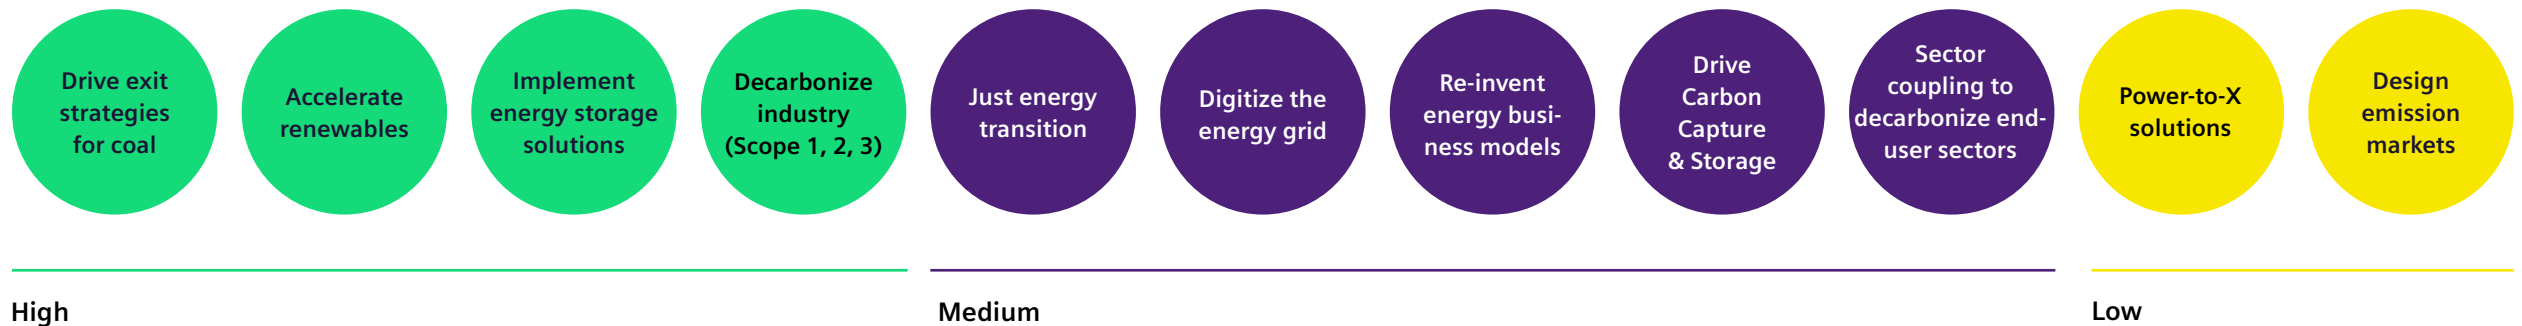 Drive exit
strategies
for coal
Accelerate
renewables
Implement
energy storage
solutions
Decarbonize
industry
(Scope 1, 2, 3)
Just energy
transition
Digitize the
energy grid
Re-invent
energy busi-
ness models
Drive
Carbon
Capture
& Storage
Sector
coupling to
decarbonize end-
user sectors
Power-to-X
solutions
Design
emission
markets
High
Medium
Low